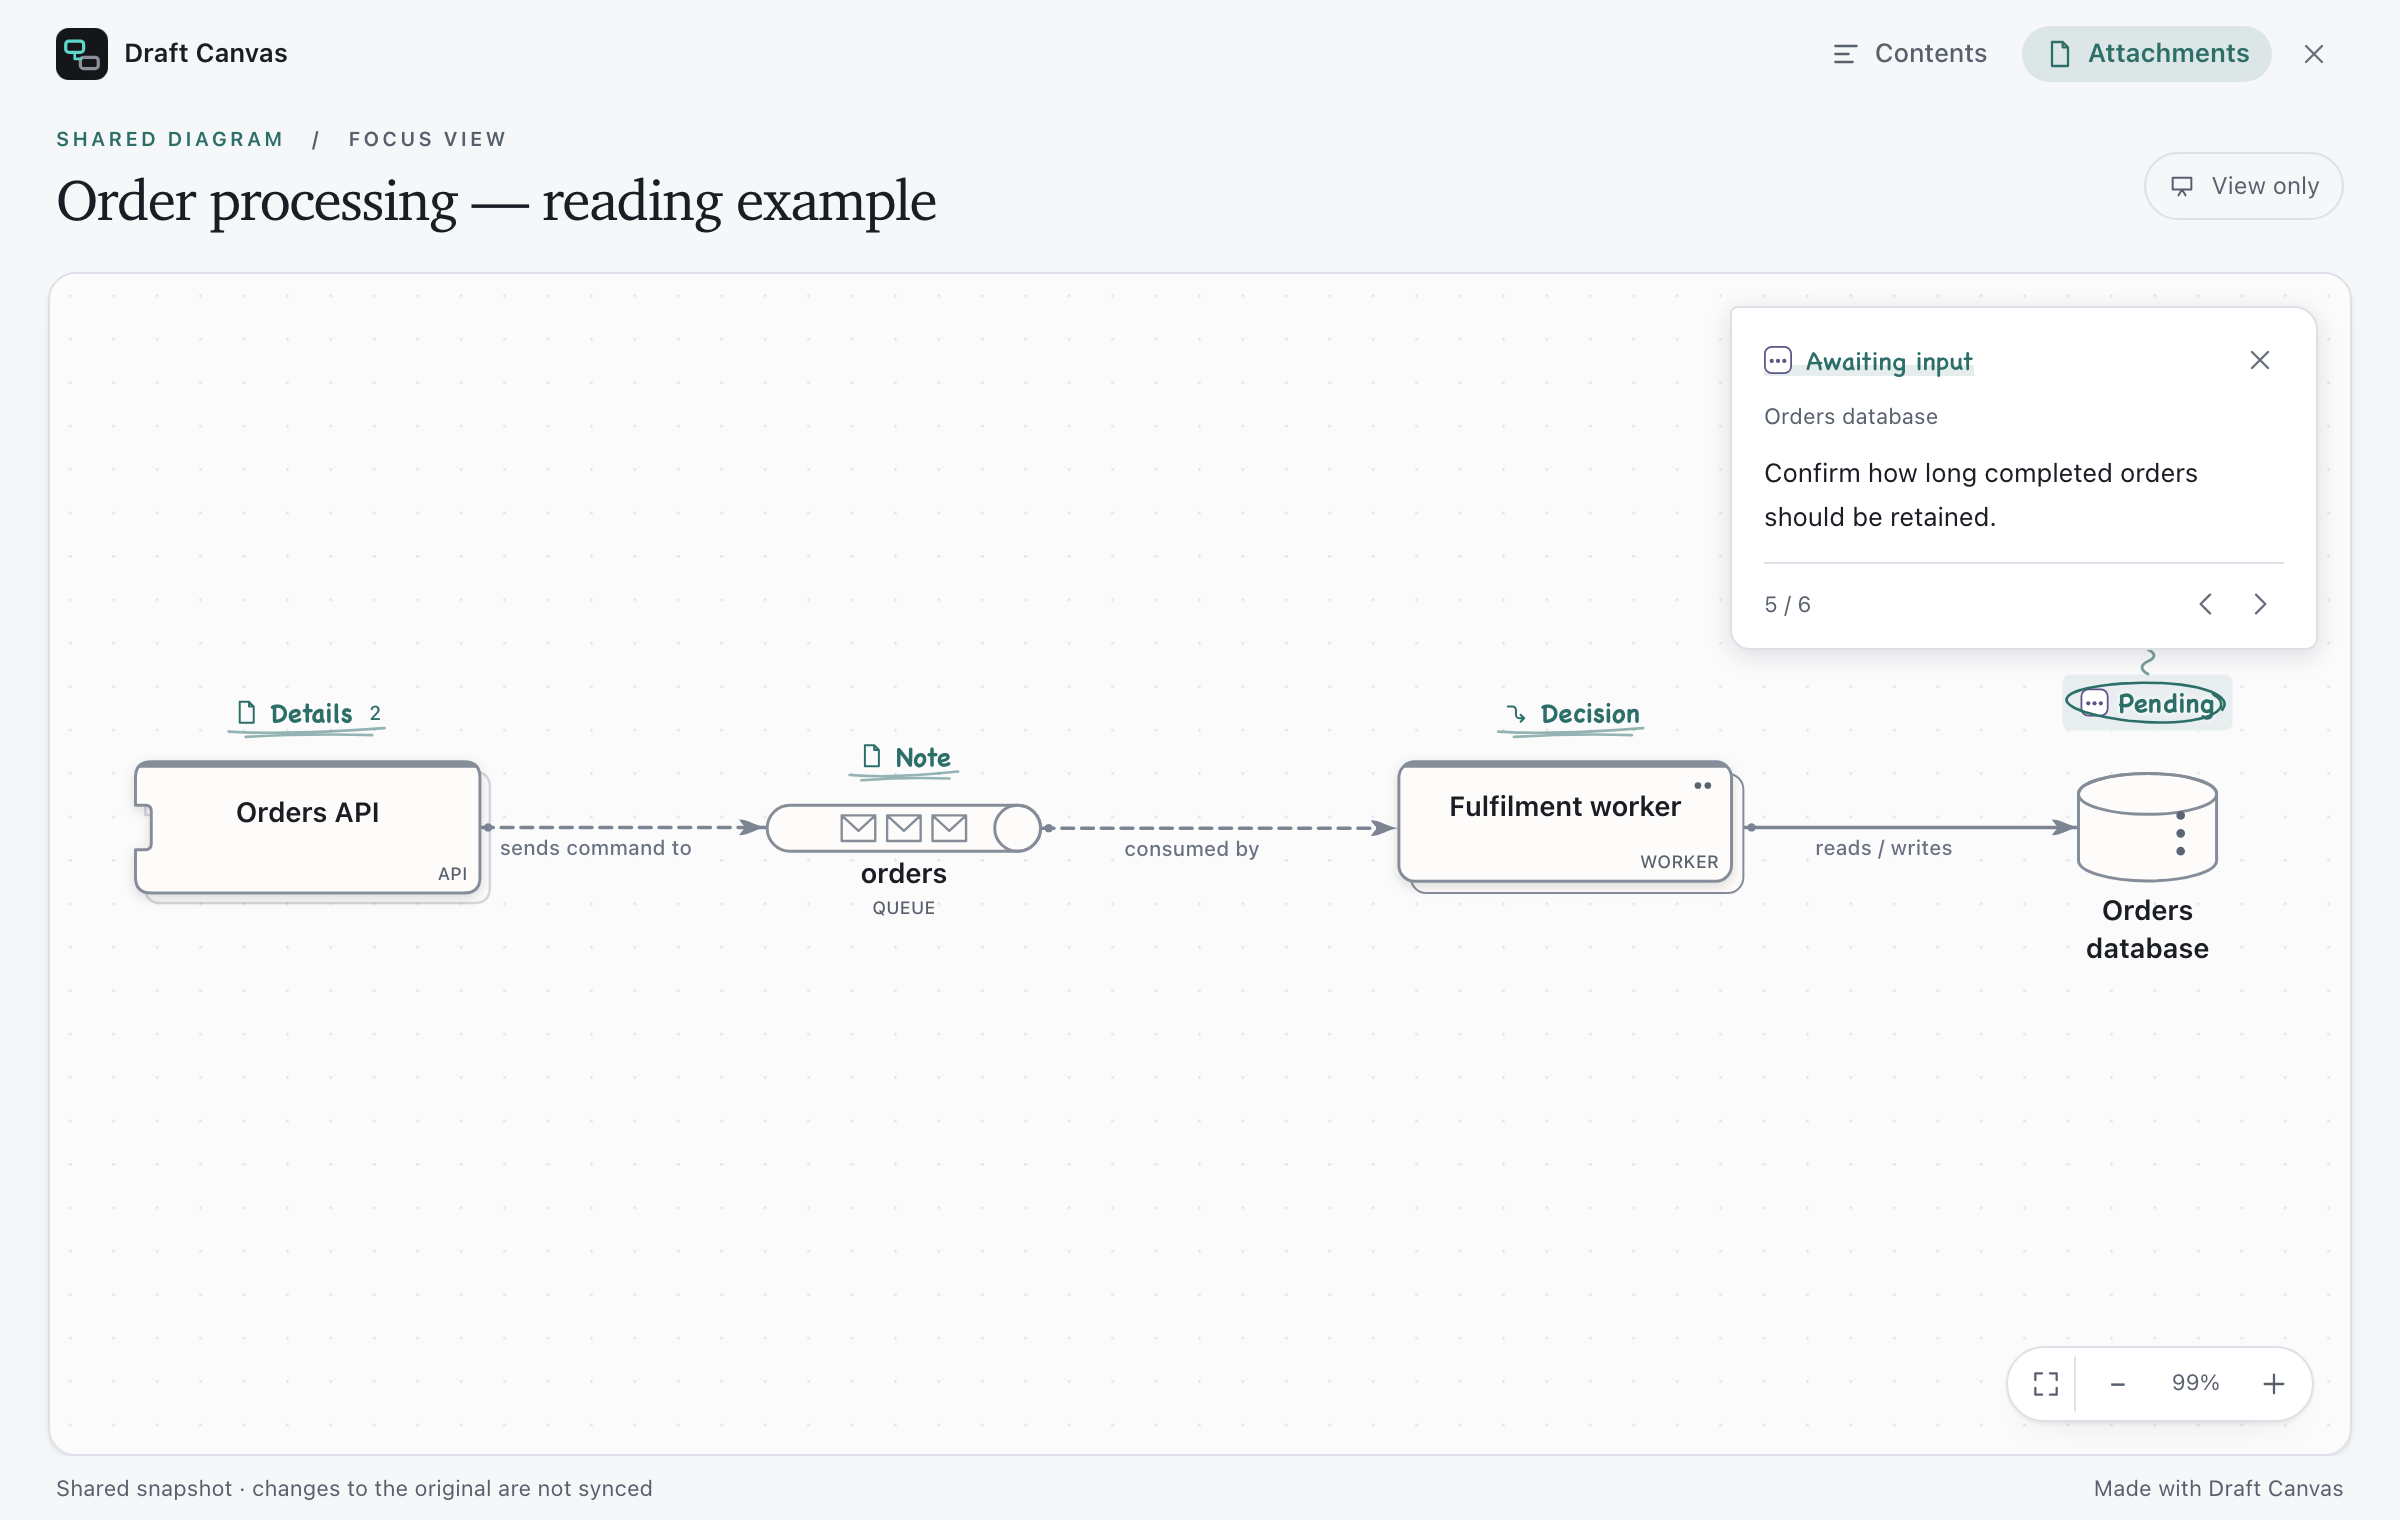 Draft Canvas
Contents
Attachments
SHARED DIAGRAM / FOCUS VIEW
Order processing — reading example
View only
Awaiting input
Orders database
Confirm how long completed orders
should be retained.
5 / 6
Details 2
Note
Decision
Pending
Orders API
API
sends command to
orders
QUEUE
consumed by
Fulfilment worker
WORKER
reads / writes
Orders
database
99%
Shared snapshot · changes to the original are not synced
Made with Draft Canvas